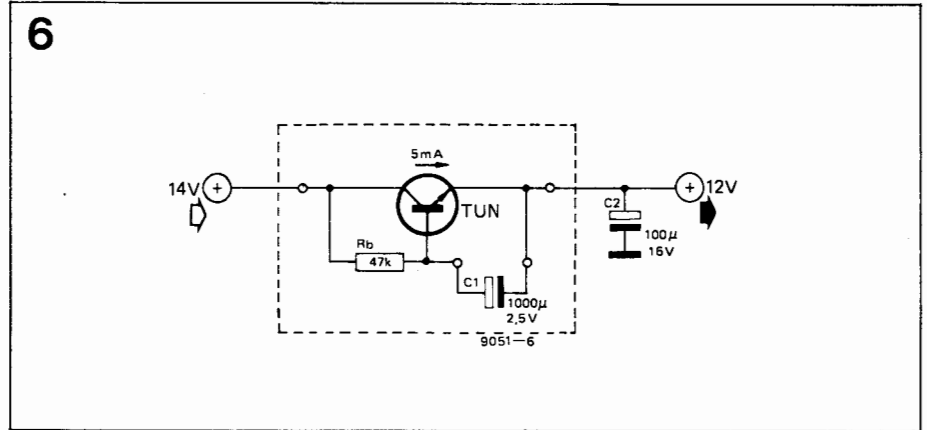 6
5mA
14V
+
TUN
+
12V
C2
100μ
16V
Rb
47k
C1
1000μ
2,5V
9051-6